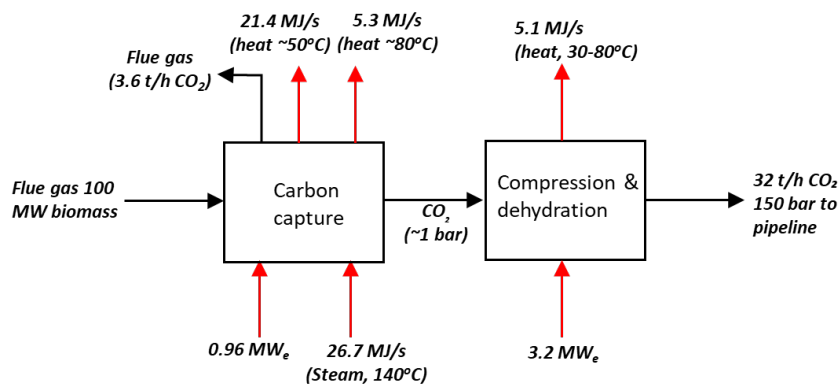 21.4 MJ/s
(heat ~50°C)
5.3 MJ/s
(heat ~80°C)
5.1 MJ/s
(heat, 30-80°C)
Flue gas
(3.6 t/h CO₂)
Flue gas 100
MW biomass
Carbon
capture
CO₂
(~1 bar)
Compression &
dehydration
32 t/h CO₂
150 bar to
pipeline
0.96 MWₑ
26.7 MJ/s
(Steam, 140°C)
3.2 MWₑ